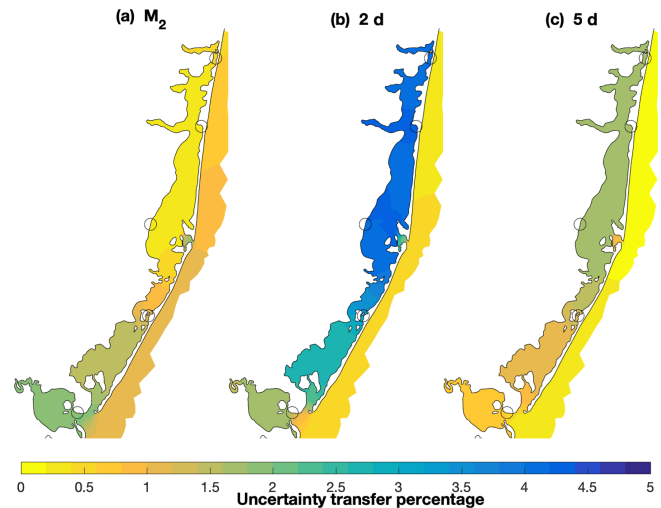 (a) M2
(b) 2 d
(c) 5 d
0 0.5 1 1.5 2 2.5 3 3.5 4 4.5 5
Uncertainty transfer percentage